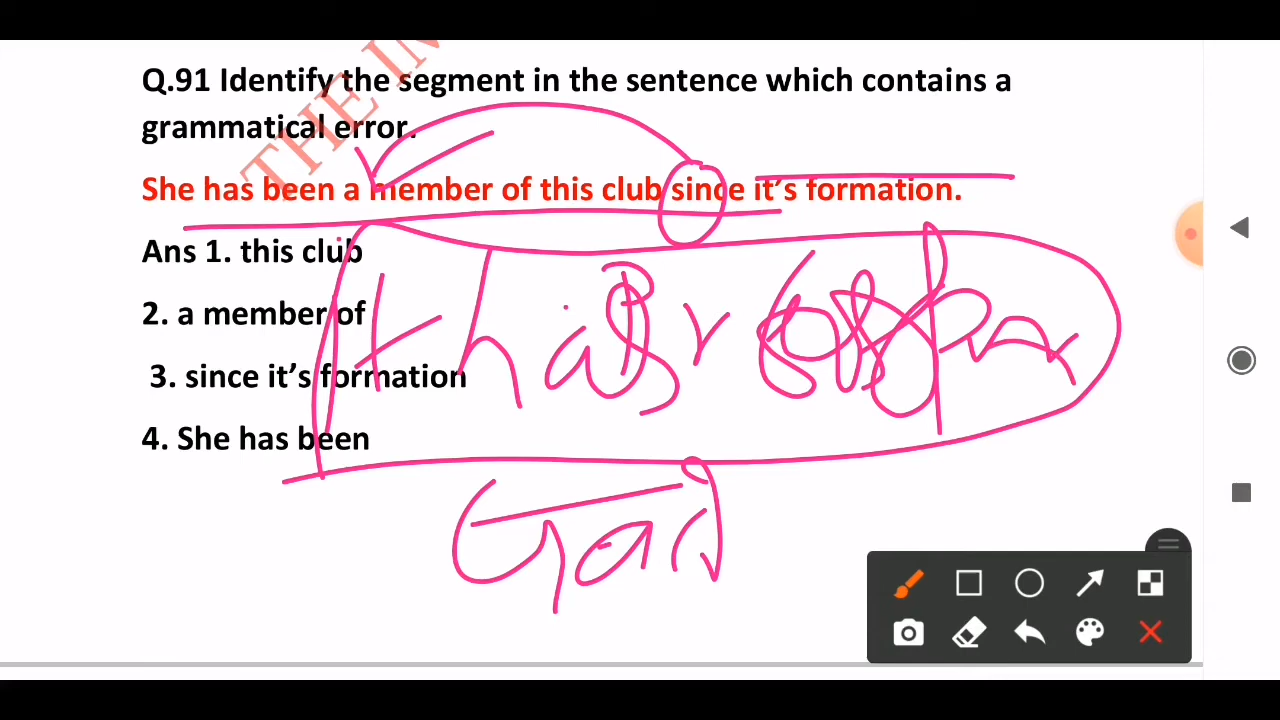 Q.91 Identify the segment in the sentence which contains a
grammatical error.
She has been a member of this club since it’s formation.
Ans 1. this club
2. a member of
3. since it’s formation
4. She has been
THE